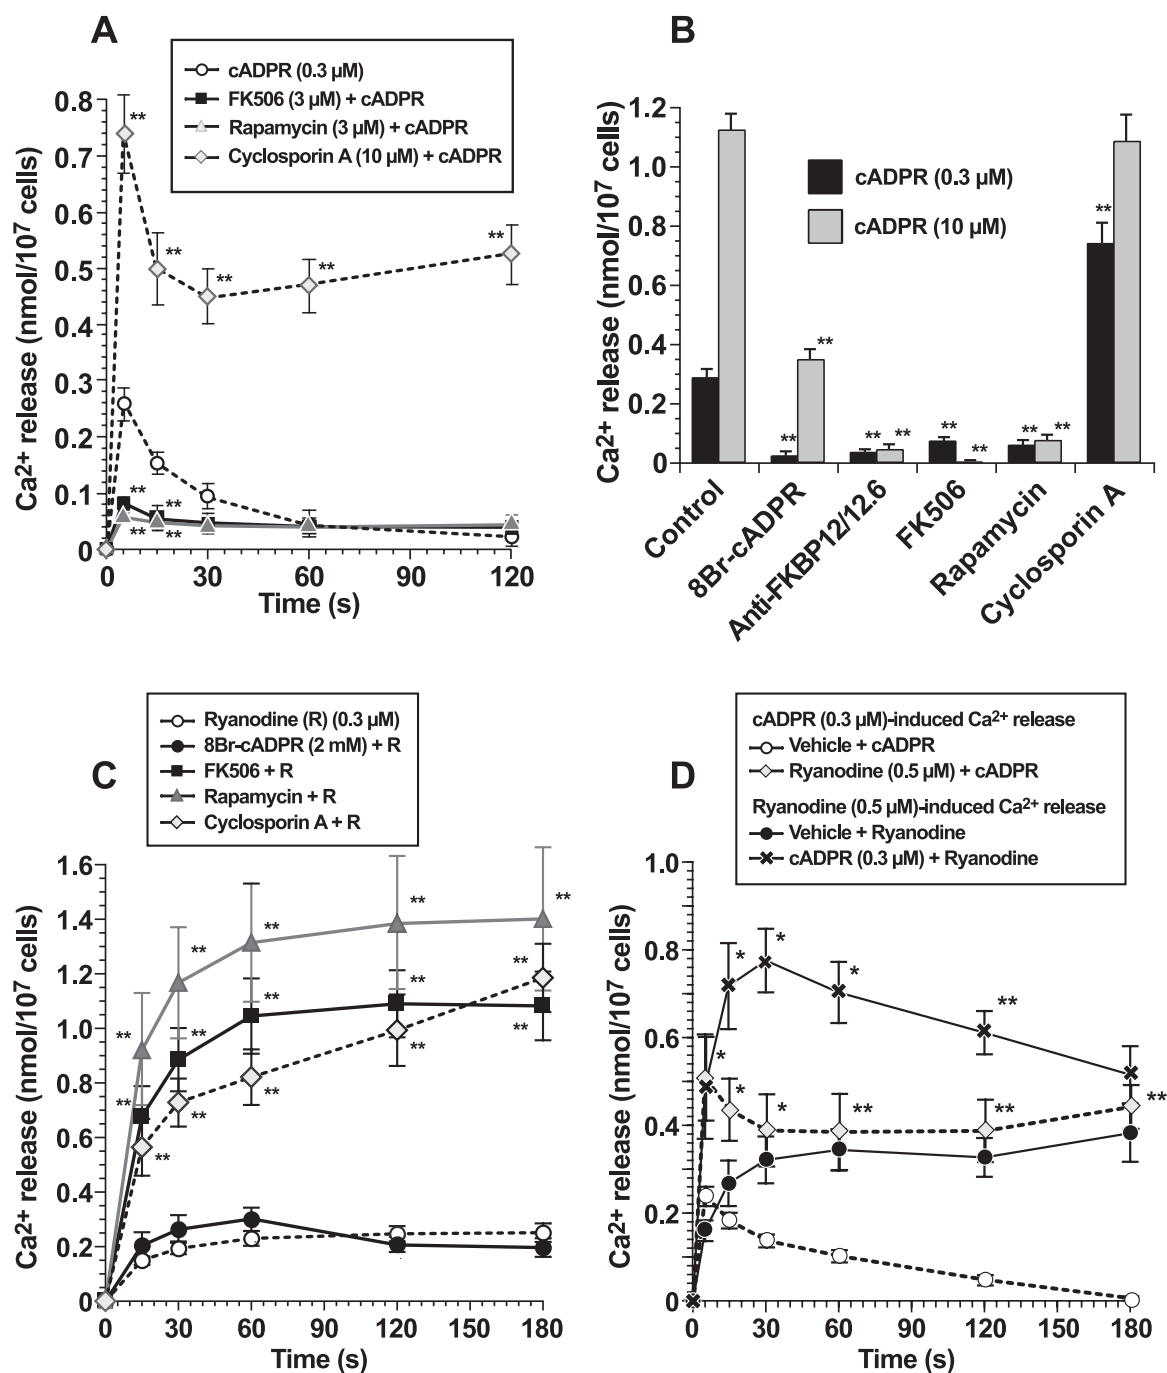 A
cADPR (0.3 µM)
FK506 (3 µM) + cADPR
Rapamycin (3 µM) + cADPR
Cyclosporin A (10 µM) + cADPR
Ca2+ release (nmol/10⁷ cells)
0.8
0.7
0.6
0.5
0.4
0.3
0.2
0.1
0
** ** ** ** **
** **
** **
0 30 60 90 120
Time (s)
B
cADPR (0.3 µM)
cADPR (10 µM)
Ca2+ release (nmol/10⁷ cells)
1.2
1.0
0.8
0.6
0.4
0.2
0
** ** ** ** ** ** ** ** **
Control
8Br-cADPR
Anti-FKBP12/12.6
FK506
Rapamycin
Cyclosporin A
C
Ryanodine (R) (0.3 µM)
8Br-cADPR (2 mM) + R
FK506 + R
Rapamycin + R
Cyclosporin A + R
Ca2+ release (nmol/10⁷ cells)
1.6
1.4
1.2
1.0
0.8
0.6
0.4
0.2
0
** ** ** ** **
** ** ** ** **
** ** ** ** **
0 30 60 90 120 150 180
Time (s)
D
cADPR (0.3 µM)-induced Ca2+ release
Vehicle + cADPR
Ryanodine (0.5 µM) + cADPR
Ryanodine (0.5 µM)-induced Ca2+ release
Vehicle + Ryanodine
cADPR (0.3 µM) + Ryanodine
Ca2+ release (nmol/10⁷ cells)
1.0
0.8
0.6
0.4
0.2
0
* * * **
* * * ** ** **
0 30 60 90 120 150 180
Time (s)